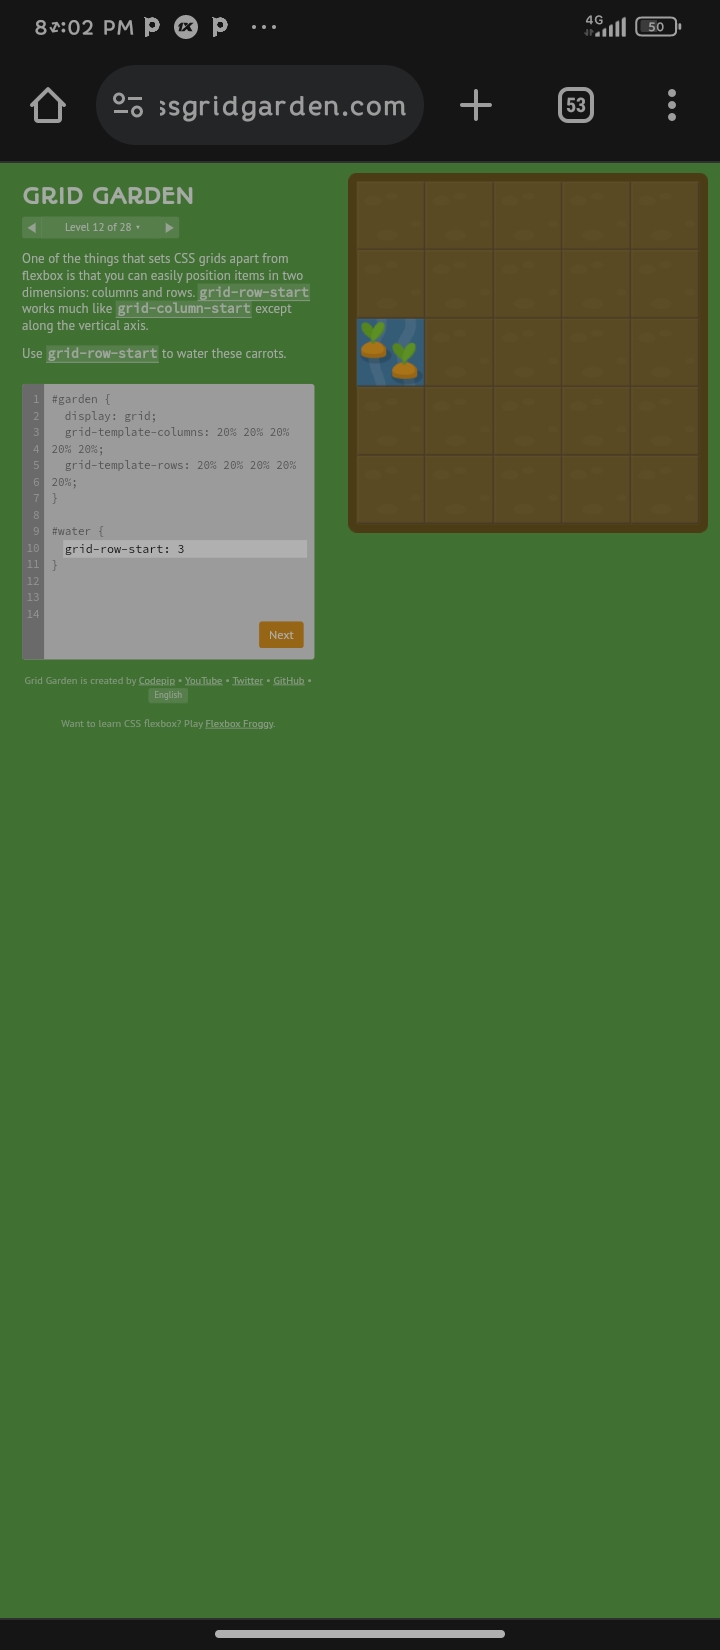 PM
4G
50
ssgridgarden.com
53
GRID GARDEN
Level 12 of 28
One of the things that sets CSS grids apart from
flexbox is that you can easily position items in two
dimensions: columns and rows. grid-row-start
works much like grid-column-start except
along the vertical axis.
Use grid-row-start to water these carrots.
1 #garden {
2 display: grid;
3 grid-template-columns: 20% 20% 20%
4 20% 20%;
5 grid-template-rows: 20% 20% 20% 20%
6 20%;
7 }
8
9 #water {
10 grid-row-start: 3
11 }
12
13
14
Next
Grid Garden is created by Codepip • YouTube • Twitter • GitHub •
English
Want to learn CSS flexbox? Play Flexbox Froggy.